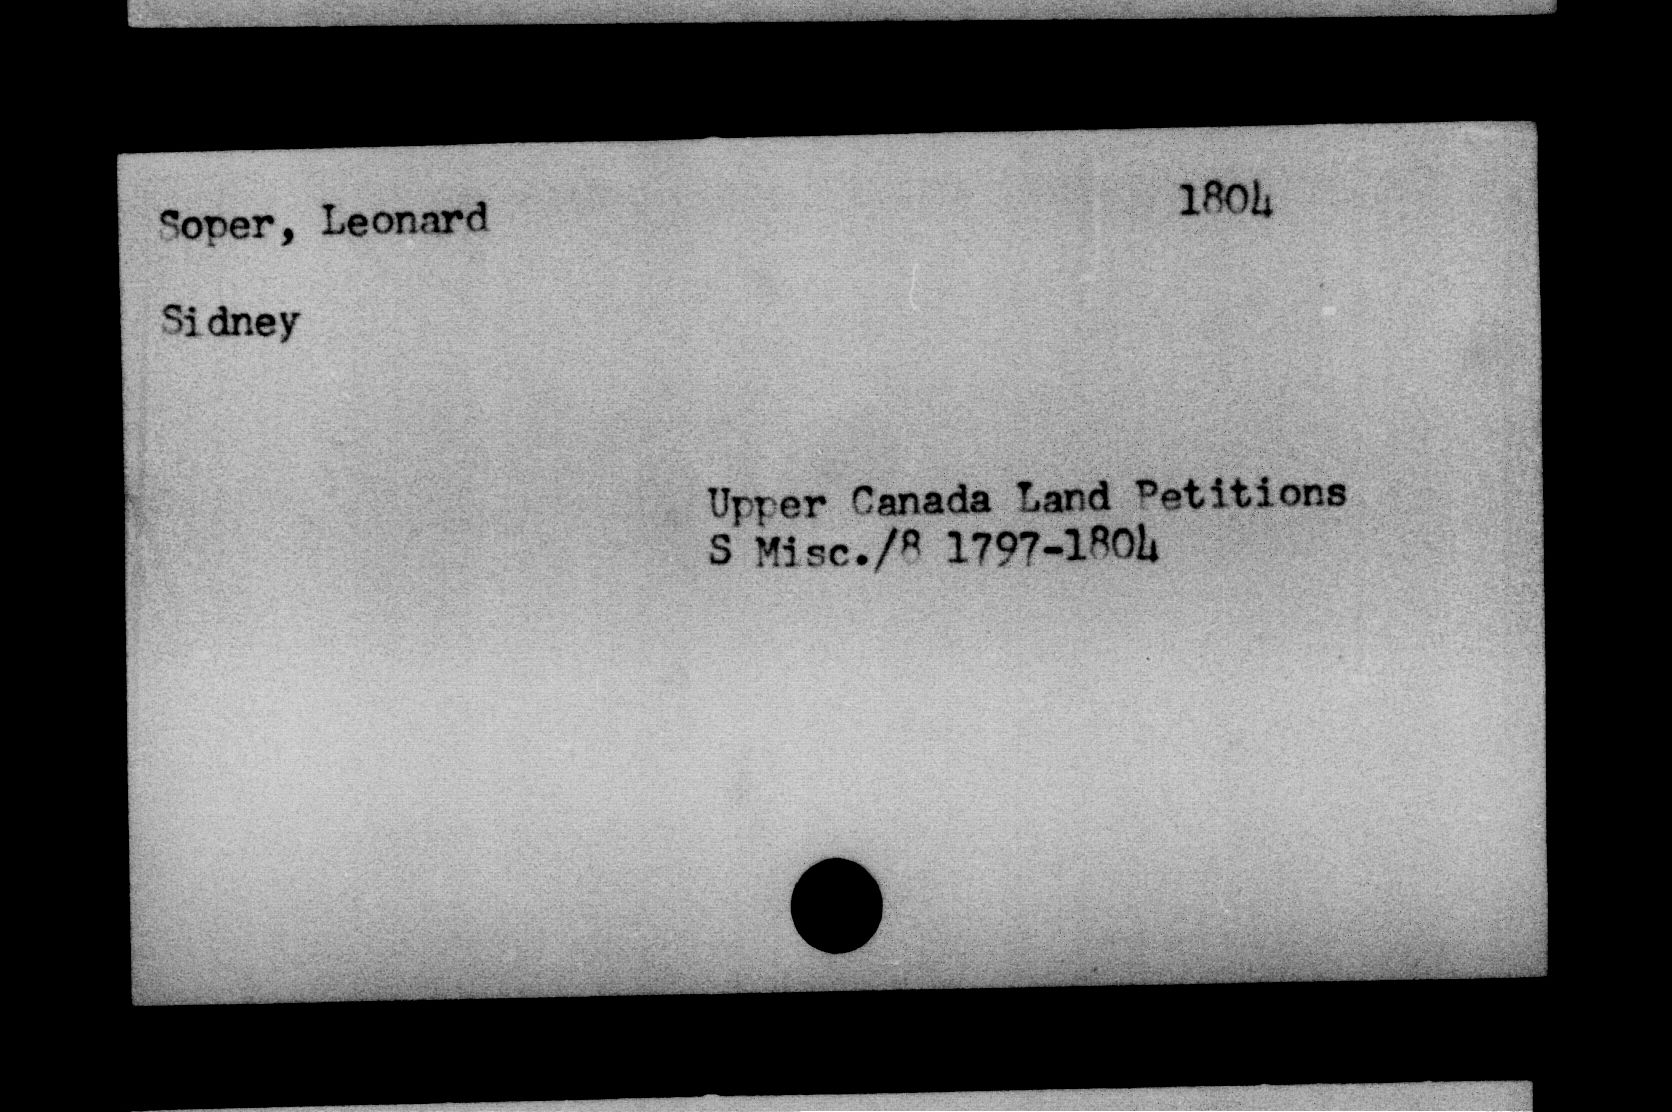 Soper, Leonard 1804
Sidney
Upper Canada Land Petitions
S Misc./8 1797-1804